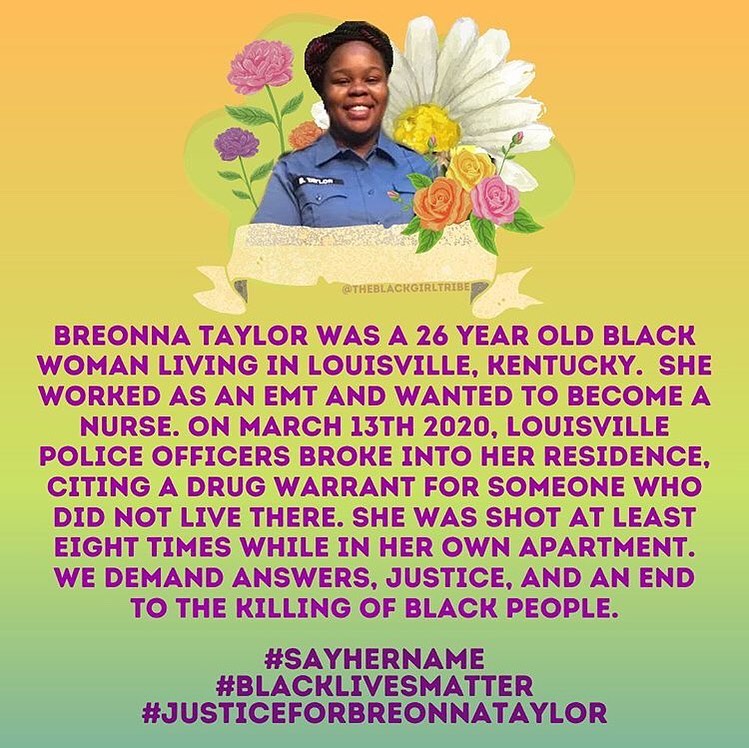 B. TAYLOR
@THEBLACKGIRLTRIBE
BREONNA TAYLOR WAS A 26 YEAR OLD BLACK
WOMAN LIVING IN LOUISVILLE, KENTUCKY. SHE
WORKED AS AN EMT AND WANTED TO BECOME A
NURSE. ON MARCH 13TH 2020, LOUISVILLE
POLICE OFFICERS BROKE INTO HER RESIDENCE,
CITING A DRUG WARRANT FOR SOMEONE WHO
DID NOT LIVE THERE. SHE WAS SHOT AT LEAST
EIGHT TIMES WHILE IN HER OWN APARTMENT.
WE DEMAND ANSWERS, JUSTICE, AND AN END
TO THE KILLING OF BLACK PEOPLE.
#SAYHERNAME
#BLACKLIVESMATTER
#JUSTICEFORBREONNATAYLOR